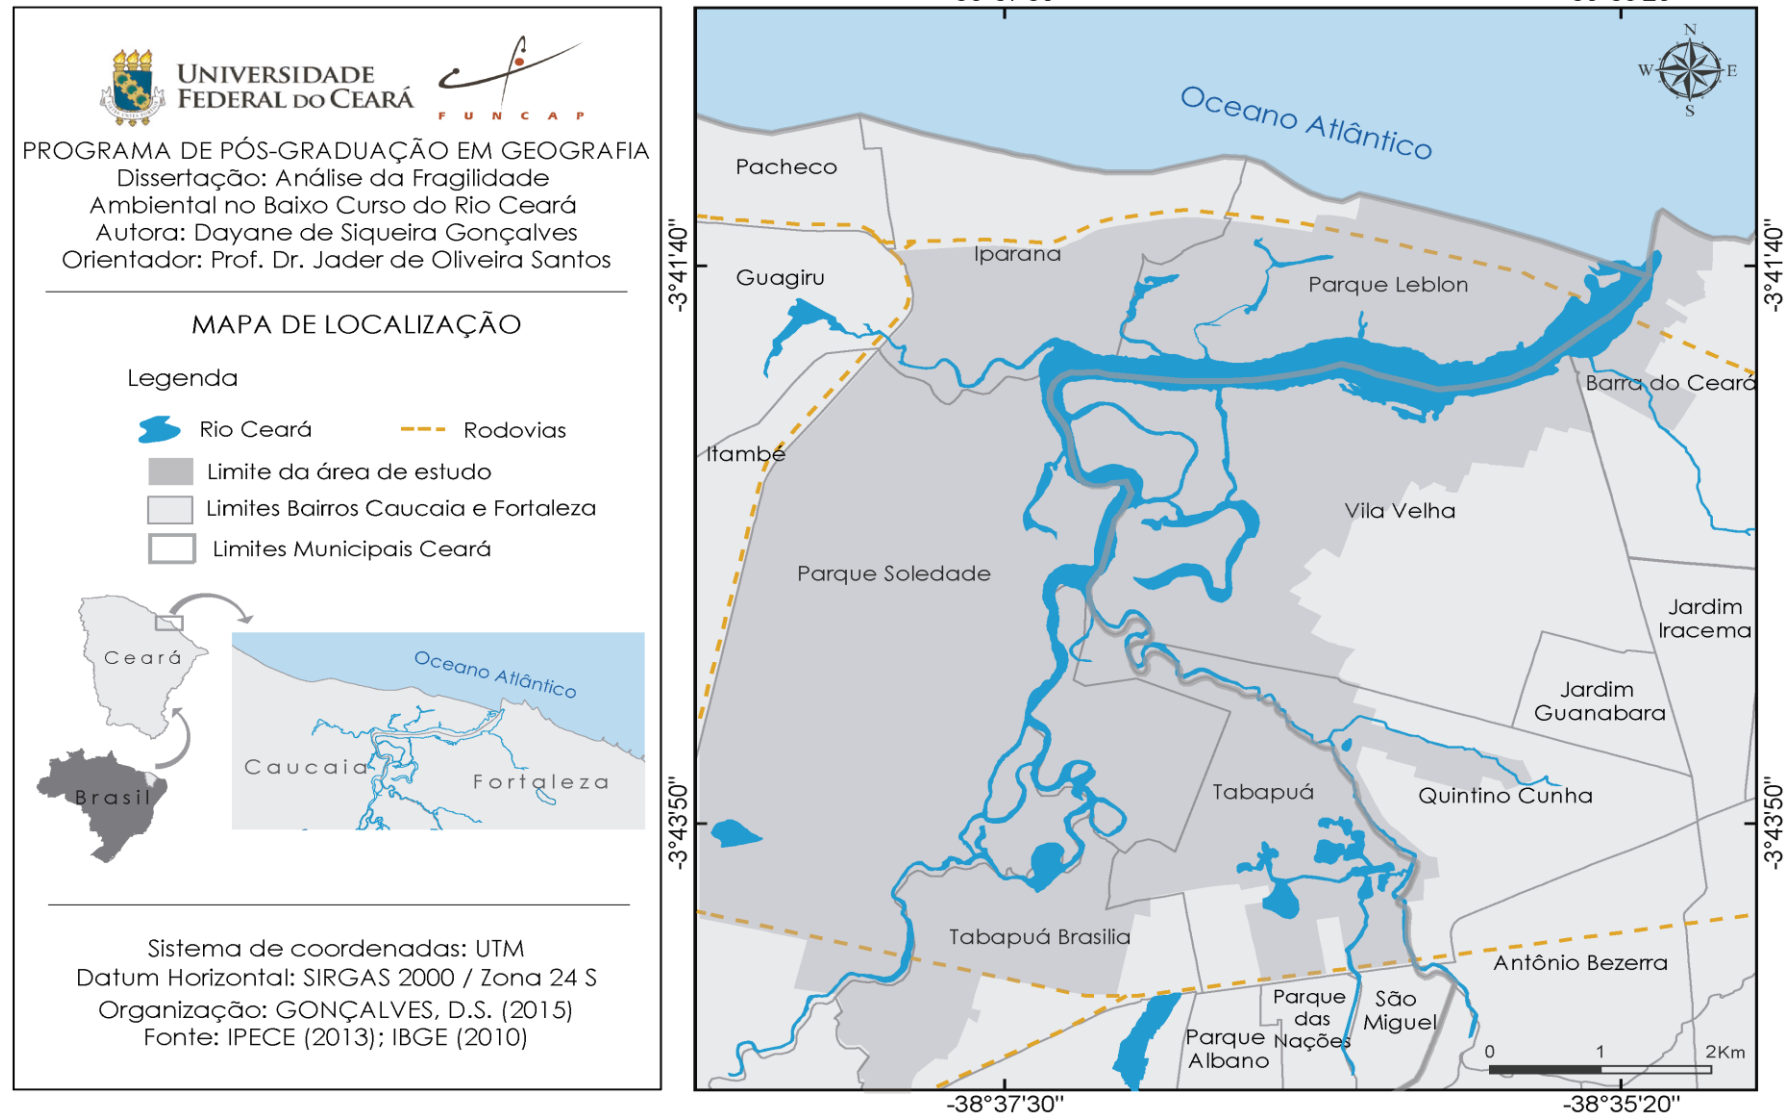 UNIVERSIDADE
FEDERAL DO CEARÁ
FUNCAP
PROGRAMA DE PÓS-GRADUAÇÃO EM GEOGRAFIA
Dissertação: Análise da Fragilidade
Ambiental no Baixo Curso do Rio Ceará
Autora: Dayane de Siqueira Gonçalves
Orientador: Prof. Dr. Jader de Oliveira Santos
MAPA DE LOCALIZAÇÃO
Legenda
Rio Ceará
Rodovias
Limite da área de estudo
Limites Bairros Caucaia e Fortaleza
Limites Municipais Ceará
Ceará
Brasil
Oceano Atlântico
Caucaia
Fortaleza
Sistema de coordenadas: UTM
Datum Horizontal: SIRGAS 2000 / Zona 24 S
Organização: GONÇALVES, D.S. (2015)
Fonte: IPECE (2013); IBGE (2010)
N
W E
S
Oceano Atlântico
Pacheco
-3°41'40"
-3°41'40"
Iparana
Guagiru
Parque Leblon
Barra do Ceará
Itambé
Vila Velha
Parque Soledade
Jardim
Iracema
Jardim
Guanabara
Tabapuá
Quintino Cunha
-3°43'50"
-3°43'50"
Tabapuá Brasilia
Antônio Bezerra
Parque
das
Nações
São
Miguel
Parque
Albano
0 1 2Km
-38°37'30"
-38°35'20"